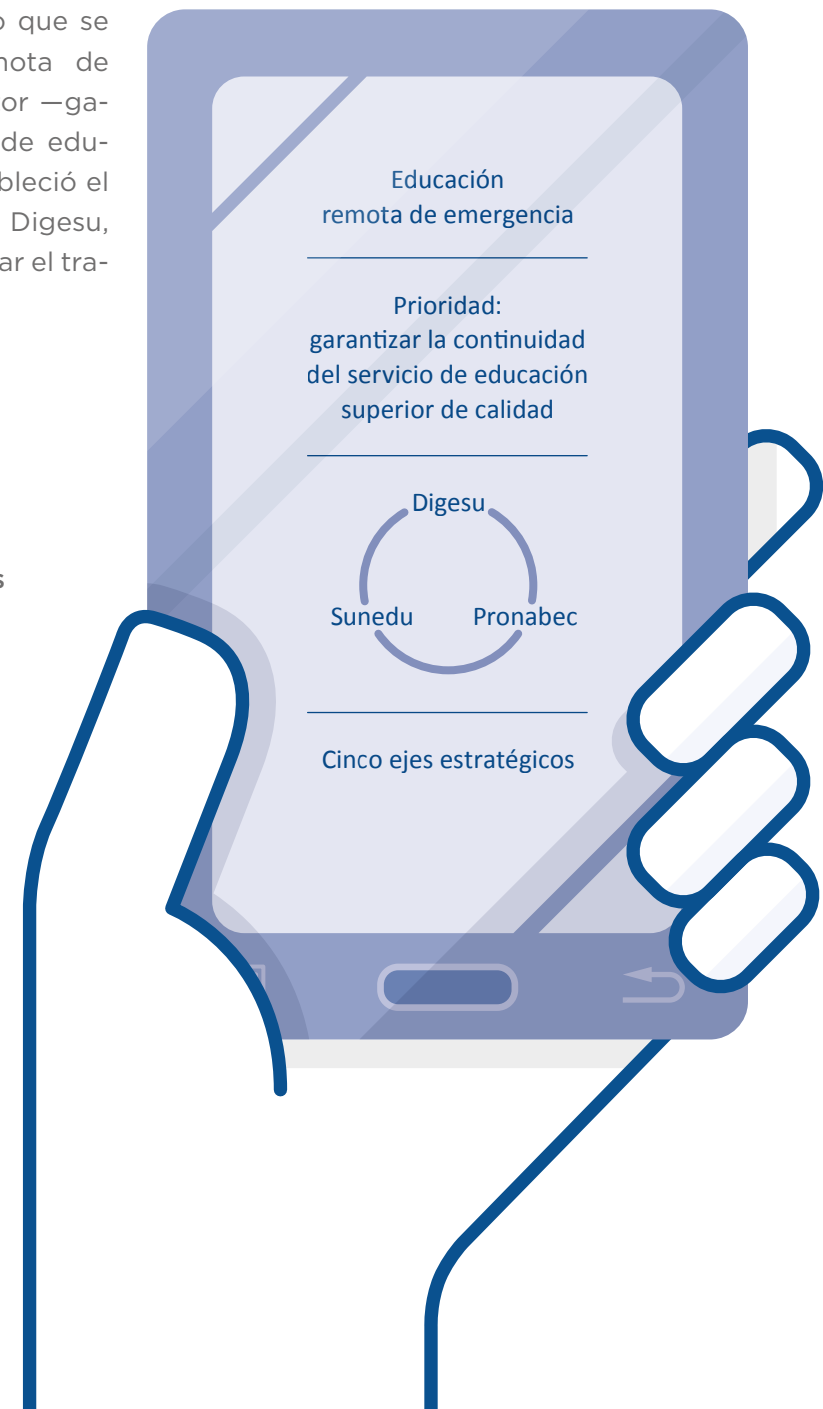 o que se
nota de
or —ga-
de edu-
bleció el
Digesu,
ar el tra-
s
Educación
remota de emergencia
Prioridad:
garantizar la continuidad
del servicio de educación
superior de calidad
Digesu
Sunedu Pronabec
Cinco ejes estratégicos